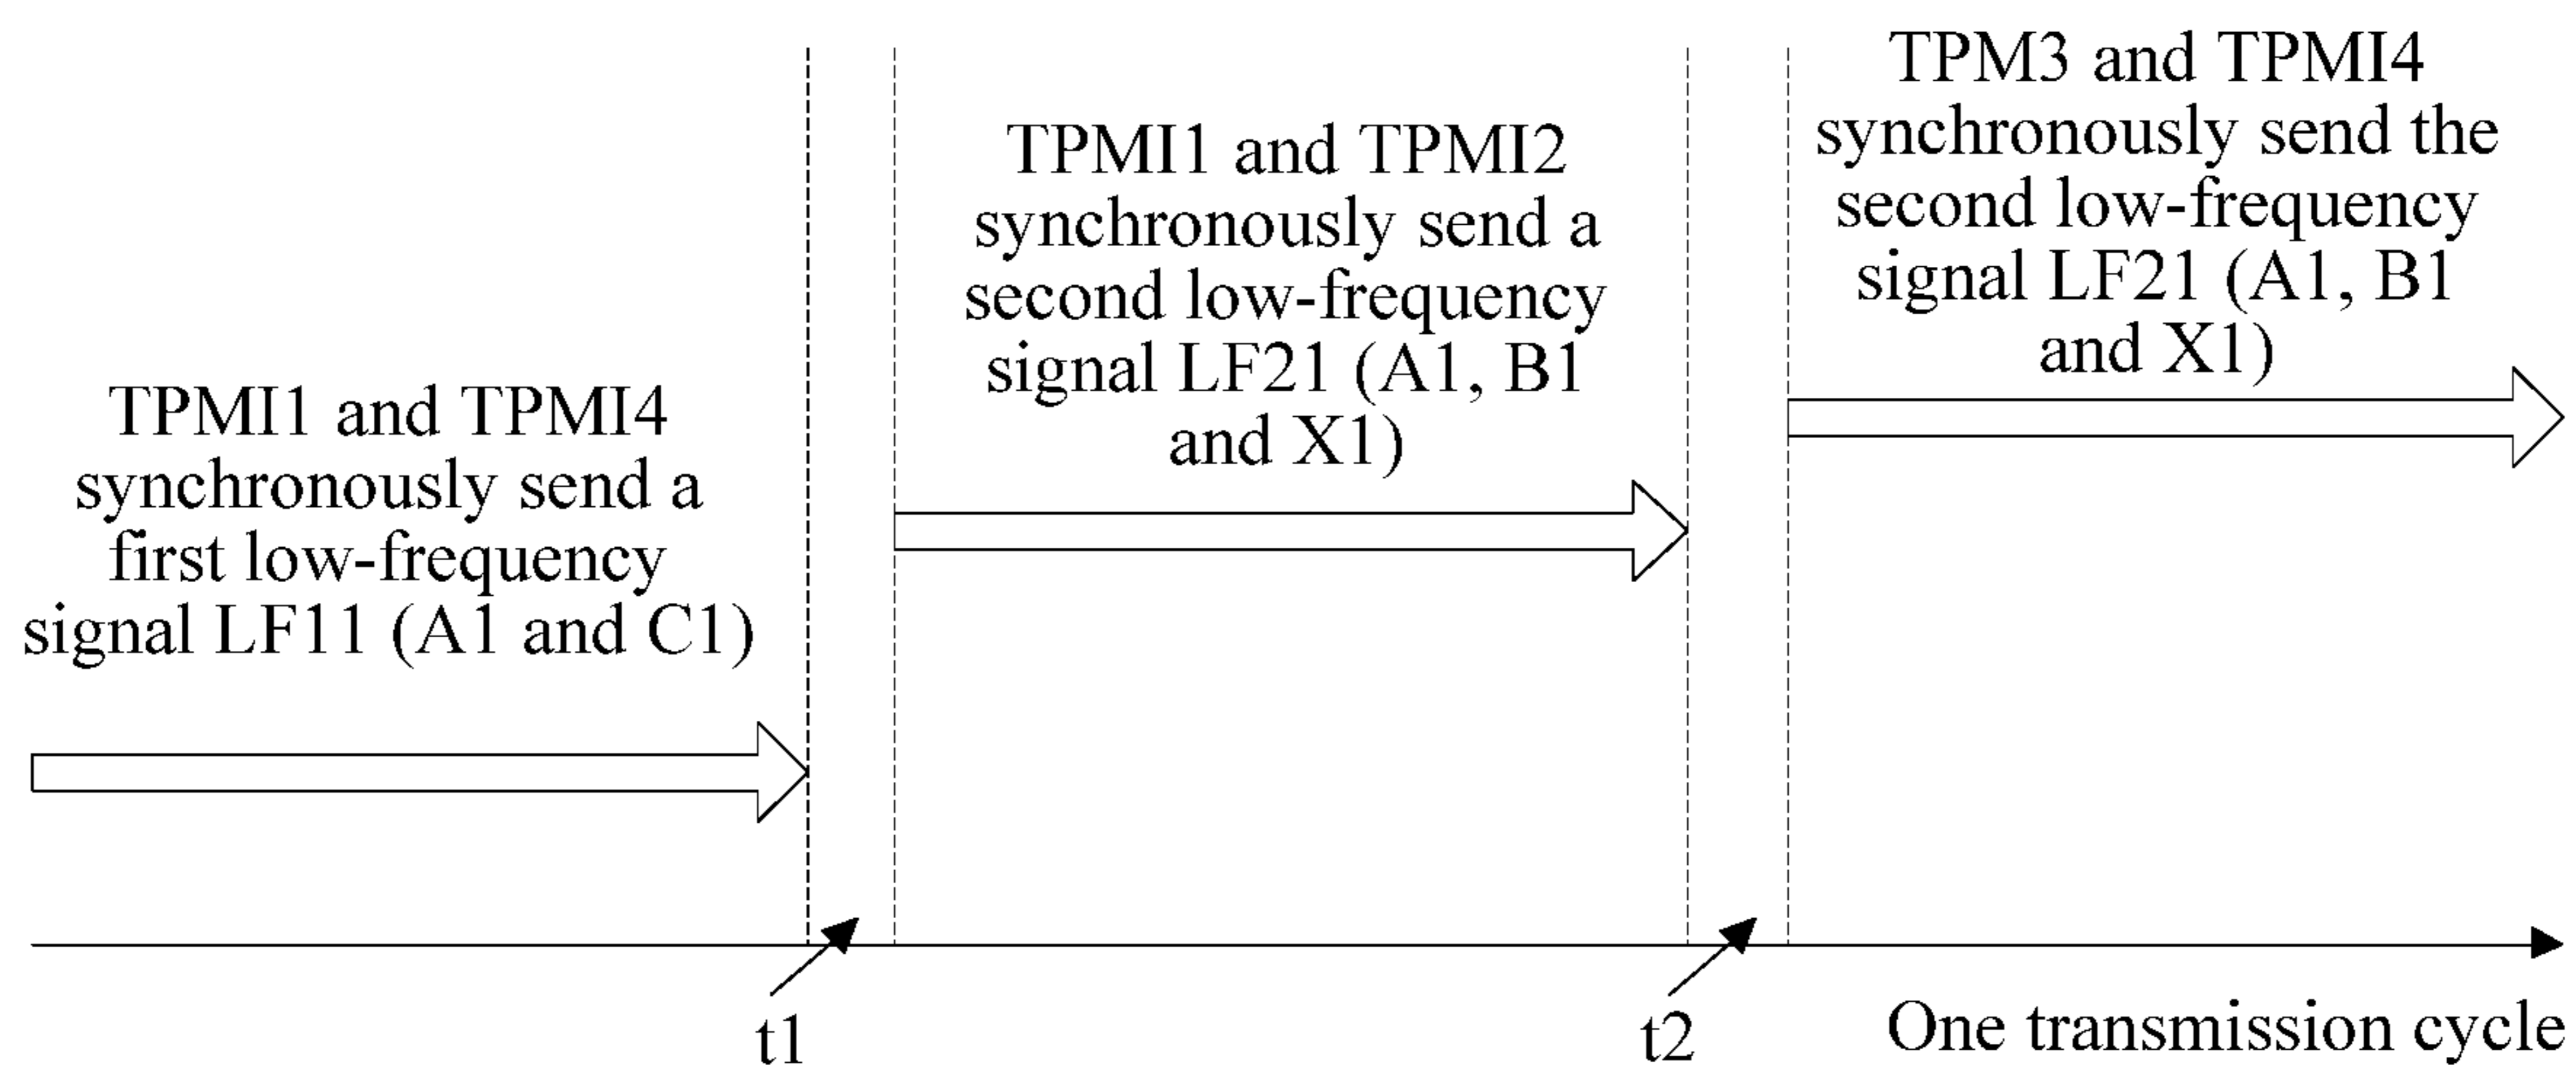 TPMI1 and TPMI4
synchronously send a
first low-frequency
signal LF11 (A1 and C1)
TPMI1 and TPMI2
synchronously send a
second low-frequency
signal LF21 (A1, B1
and X1)
TPM3 and TPMI4
synchronously send the
second low-frequency
signal LF21 (A1, B1
and X1)
t1
t2
One transmission cycle